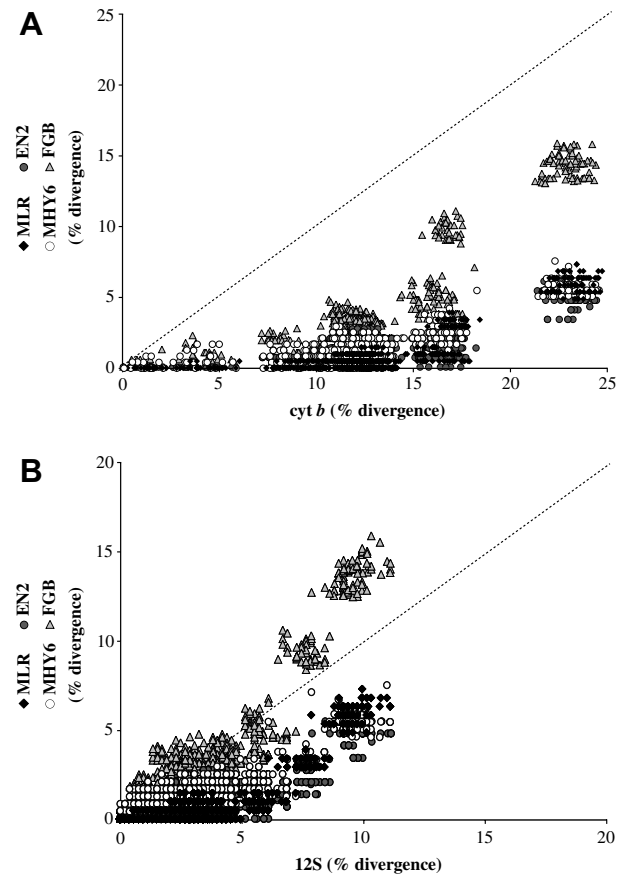 A
25
20
15
10
5
0
MLR EN2
MHY6 FGB
(% divergence)
0 5 10 15 20 25
cyt b (% divergence)
B
20
15
10
5
0
MLR EN2
MHY6 FGB
(% divergence)
0 5 10 15 20
12S (% divergence)